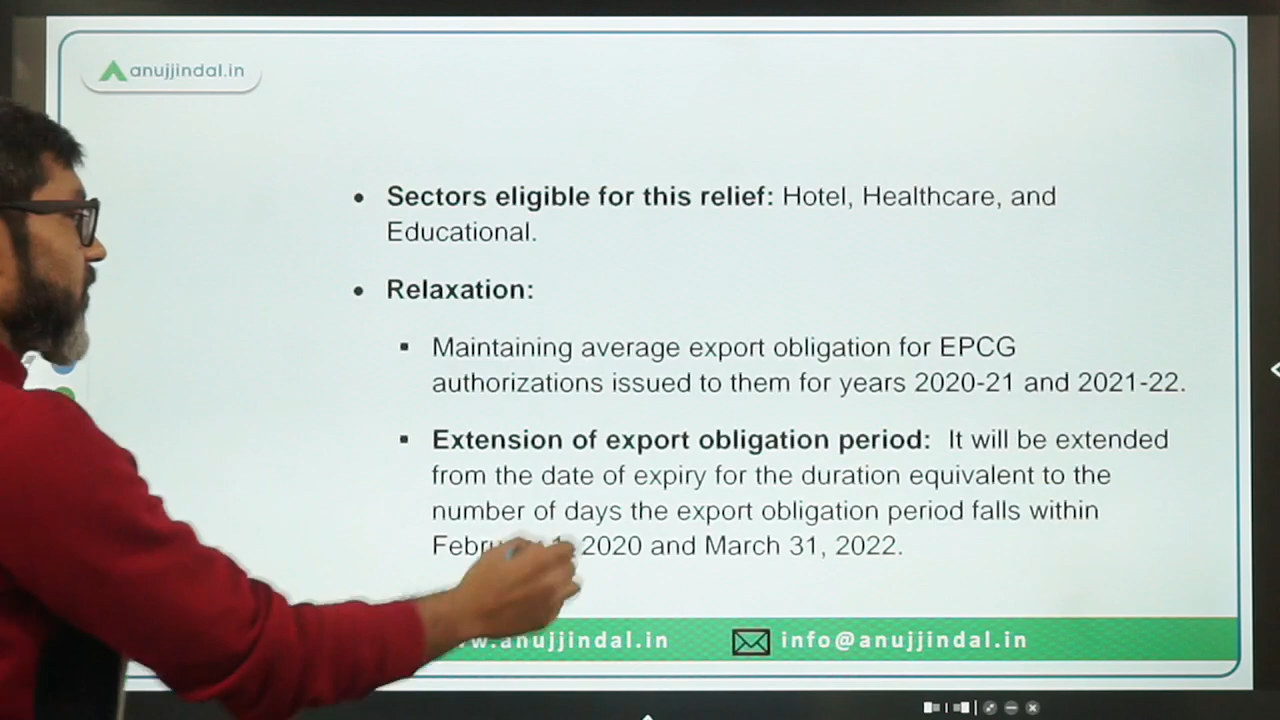 anujjindal.in
• Sectors eligible for this relief: Hotel, Healthcare, and
Educational.
• Relaxation:
▪ Maintaining average export obligation for EPCG
authorizations issued to them for years 2020-21 and 2021-22.
▪ Extension of export obligation period: It will be extended
from the date of expiry for the duration equivalent to the
number of days the export obligation period falls within
2020 and March 31, 2022.
w.anujjindal.in info@anujjindal.in